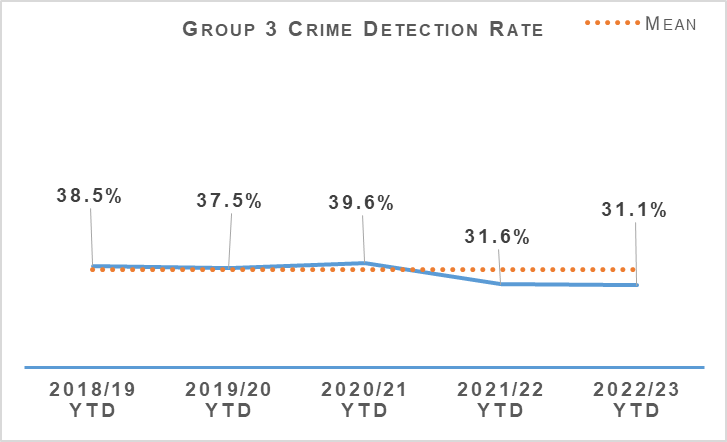 GROUP 3 CRIME DETECTION RATE
MEAN
38.5%
37.5%
39.6%
31.6%
31.1%
2018/19 YTD
2019/20 YTD
2020/21 YTD
2021/22 YTD
2022/23 YTD